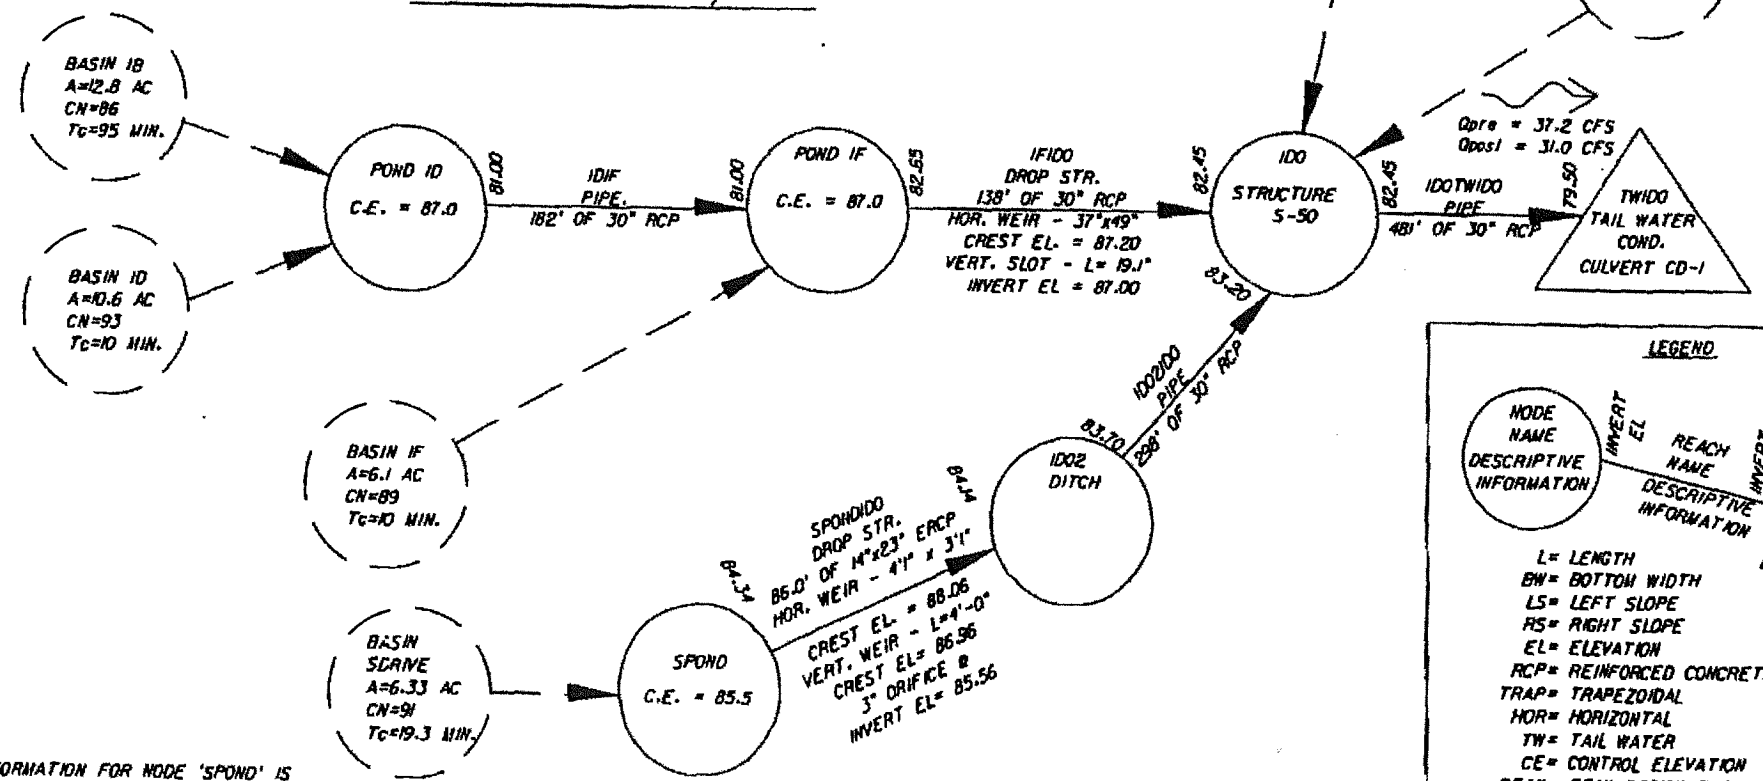 BASIN 1B
A=12.8 AC
CN=86
Tc=95 MIN.
POND 1D
C.E. = 87.0
81.00
1D1F
PIPE.
182' OF 30" RCP
81.00
POND 1F
C.E. = 87.0
82.65
1F1DO
DROP STR.
138' OF 30" RCP
HOR. WEIR - 37"x49"
CREST EL. = 87.20
VERT. SLOT - L= 19.1"
INVERT EL = 87.00
82.45
1DO
STRUCTURE
S-50
82.45
Qpre = 37.2 CFS
Qpost = 31.0 CFS
1DOTW1DO
PIPE
481' OF 30" RCP
79.50
TW1DO
TAIL WATER
COND.
CULVERT CD-1
BASIN 1D
A=10.6 AC
CN=93
Tc=10 MIN.
83.20
1DO21DO
PIPE
298' OF 30" RCP
83.70
BASIN 1F
A=6.1 AC
CN=89
Tc=10 MIN.
1DO2
DITCH
84.14
SPOND1DO
DROP STR.
86.0' OF 14"x23" ERCP
HOR. WEIR - 4'1" x 3'1"
84.34
CREST EL. = 88.06
VERT. WEIR - L=4'-0"
CREST EL= 86.96
3" ORIFICE @
INVERT EL= 85.56
BASIN
SDRIVE
A=6.33 AC
CN=91
Tc=19.3 MIN.
SPOND
C.E. = 85.5
ORMATION FOR NODE 'SPOND' IS
LEGEND
NODE
NAME
DESCRIPTIVE
INFORMATION
INVERT
EL
REACH
NAME
DESCRIPTIVE
INFORMATION
INVERT
L= LENGTH
BW= BOTTOM WIDTH
LS= LEFT SLOPE
RS= RIGHT SLOPE
EL= ELEVATION
RCP= REINFORCED CONCRETE
TRAP= TRAPEZOIDAL
HOR= HORIZONTAL
TW= TAIL WATER
CE= CONTROL ELEVATION